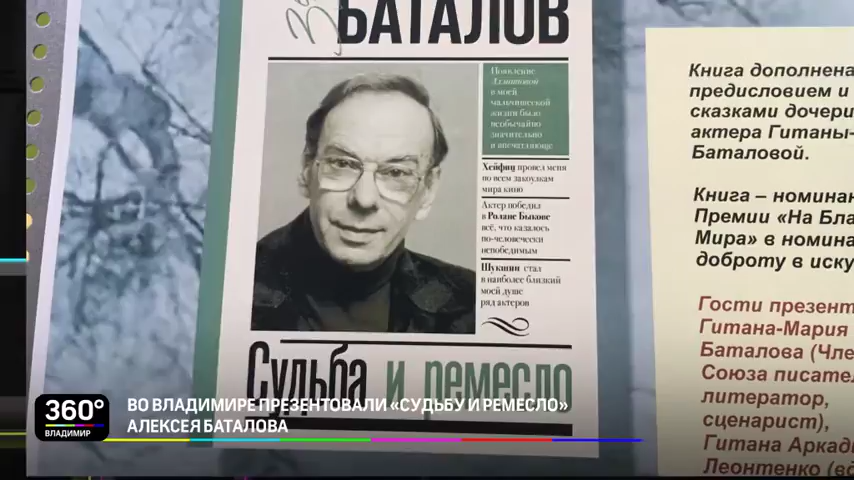 БАТАЛОВ
Появление
Ахматовой
в моей
мальчишеской
жизни было
необычайно
значительно
и впечатляюще
Хейфиц провел меня
по всем закоулкам
мира кино
Актер победил
в Ролане Быкове
всё, что казалось
по-человечески
непобедимым
Шукшин стал
в наиболее близкий
моей душе
ряд актеров
Судьба и ремесло
Книга дополнена
предисловием и
сказками дочери
актера Гитаны-
Баталовой.
Книга – номинан
Премии «На Бла
Мира» в номина
доброту в иску
Гости презент
Гитана-Мария
Баталова (Чле
Союза писател
литератор,
сценарист),
Гитана Аркадь
Леонтенко (вд
360°
ВЛАДИМИР
ВО ВЛАДИМИРЕ ПРЕЗЕНТОВАЛИ «СУДЬБУ И РЕМЕСЛО»
АЛЕКСЕЯ БАТАЛОВА